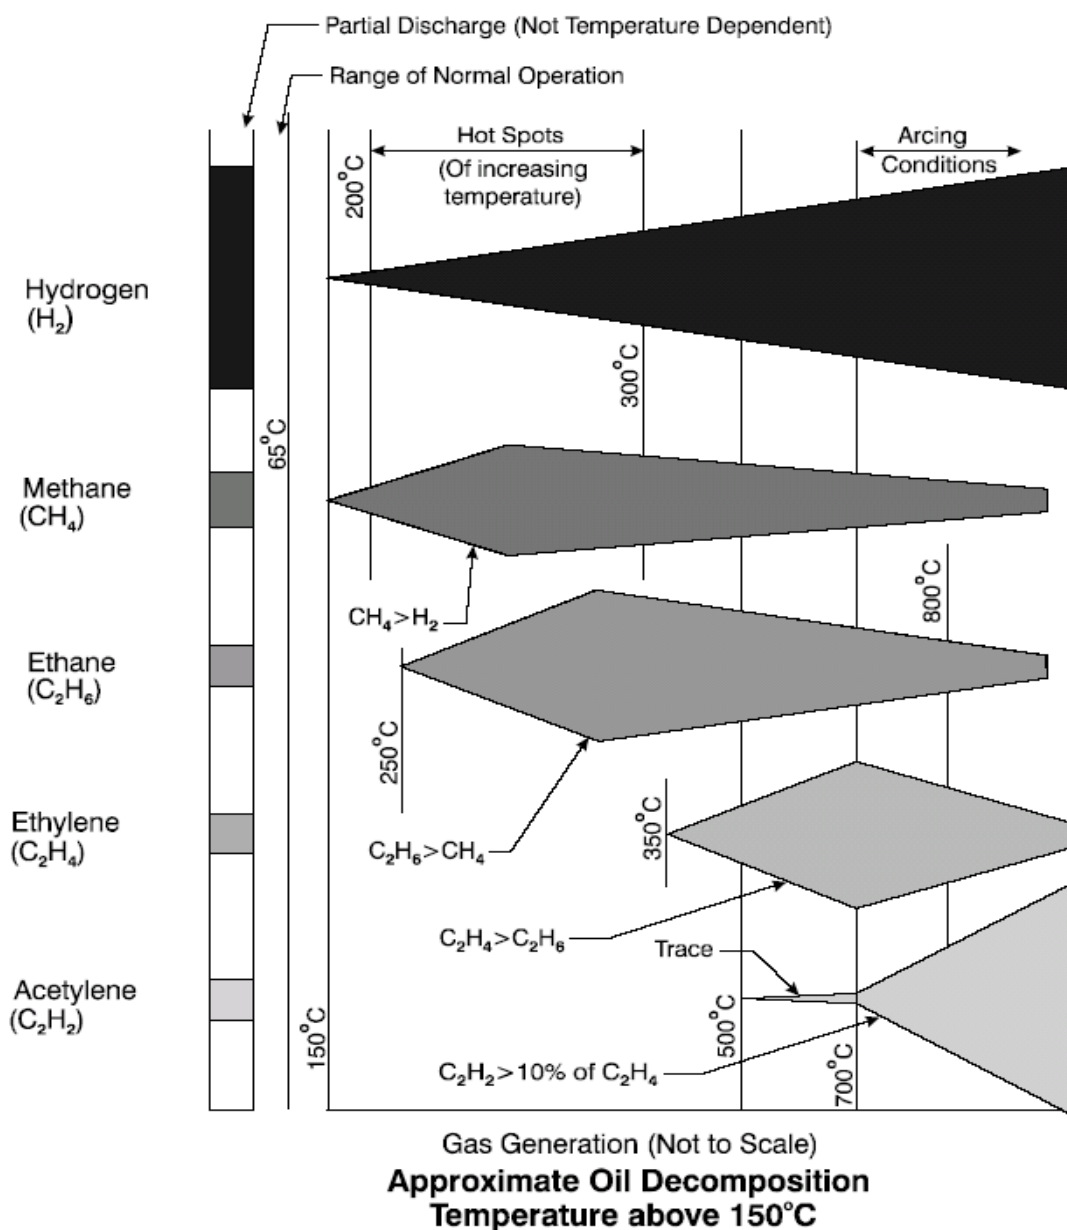 Partial Discharge (Not Temperature Dependent)
Range of Normal Operation
Hot Spots
(Of increasing
temperature)
Arcing
Conditions
200°C
Hydrogen
(H₂)
300°C
65°C
Methane
(CH₄)
CH₄>H₂
800°C
Ethane
(C₂H₆)
250°C
C₂H₆>CH₄
350°C
Ethylene
(C₂H₄)
C₂H₄>C₂H₆
Trace
Acetylene
(C₂H₂)
150°C
500°C
700°C
C₂H₂>10% of C₂H₄
Gas Generation (Not to Scale)
Approximate Oil Decomposition
Temperature above 150°C